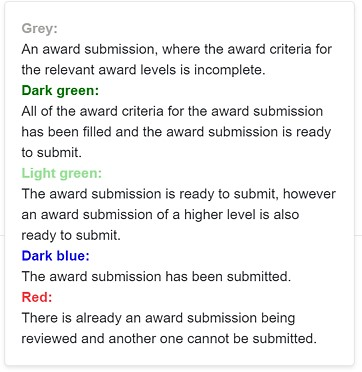 Grey:
An award submission, where the award criteria for
the relevant award levels is incomplete.
Dark green:
All of the award criteria for the award submission
has been filled and the award submission is ready
to submit.
Light green:
The award submission is ready to submit, however
an award submission of a higher level is also
ready to submit.
Dark blue:
The award submission has been submitted.
Red:
There is already an award submission being
reviewed and another one cannot be submitted.